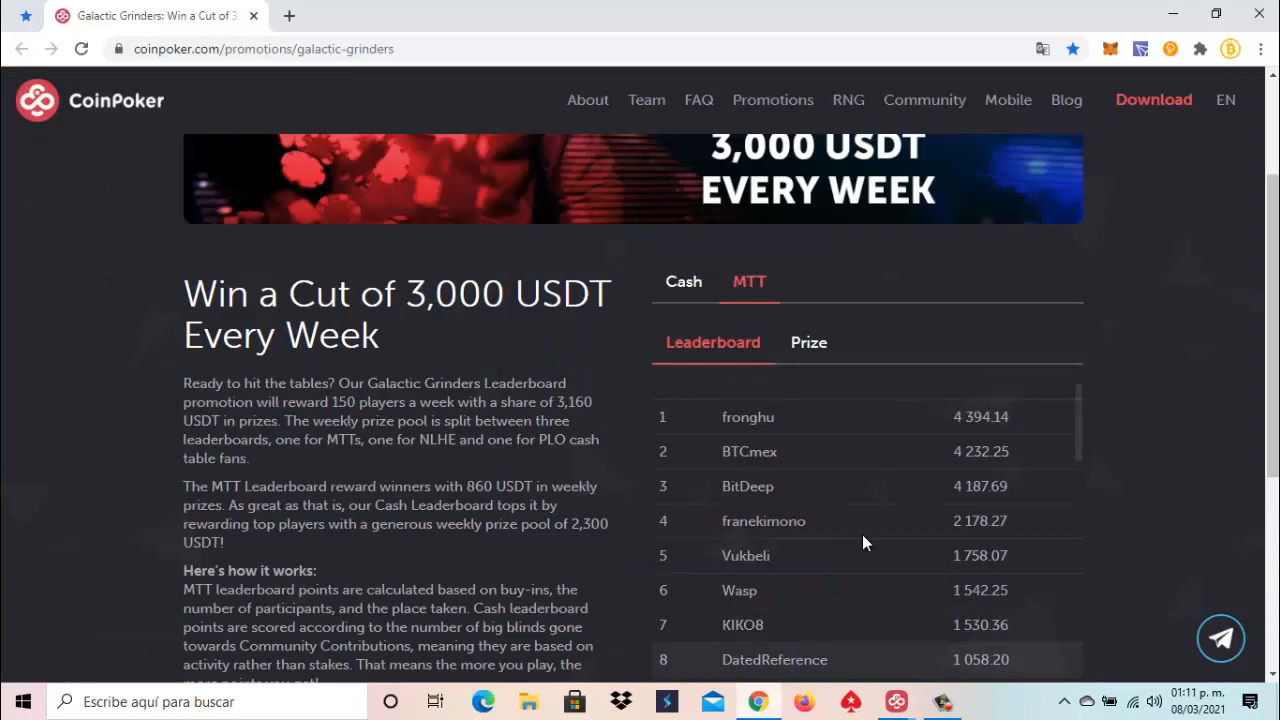 Galactic Grinders: Win a Cut of 3
coinpoker.com/promotions/galactic-grinders
CoinPoker
About Team FAQ Promotions RNG Community Mobile Blog Download EN
3,000 USDT
EVERY WEEK
Win a Cut of 3,000 USDT
Every Week
Ready to hit the tables? Our Galactic Grinders Leaderboard
promotion will reward 150 players a week with a share of 3,160
USDT in prizes. The weekly prize pool is split between three
leaderboards, one for MTTs, one for NLHE and one for PLO cash
table fans.
The MTT Leaderboard reward winners with 860 USDT in weekly
prizes. As great as that is, our Cash Leaderboard tops it by
rewarding top players with a generous weekly prize pool of 2,300
USDT!
Here's how it works:
MTT leaderboard points are calculated based on buy-ins, the
number of participants, and the place taken. Cash leaderboard
points are scored according to the number of big blinds gone
towards Community Contributions, meaning they are based on
activity rather than stakes. That means the more you play, the
more points you get!
Cash MTT
Leaderboard Prize
1 fronghu 4 394.14
2 BTCmex 4 232.25
3 BitDeep 4 187.69
4 franekimono 2 178.27
5 Vukbeli 1 758.07
6 Wasp 1 542.25
7 KIKO8 1 530.36
8 DatedReference 1 058.20
Escribe aquí para buscar
01:11 p. m.
08/03/2021